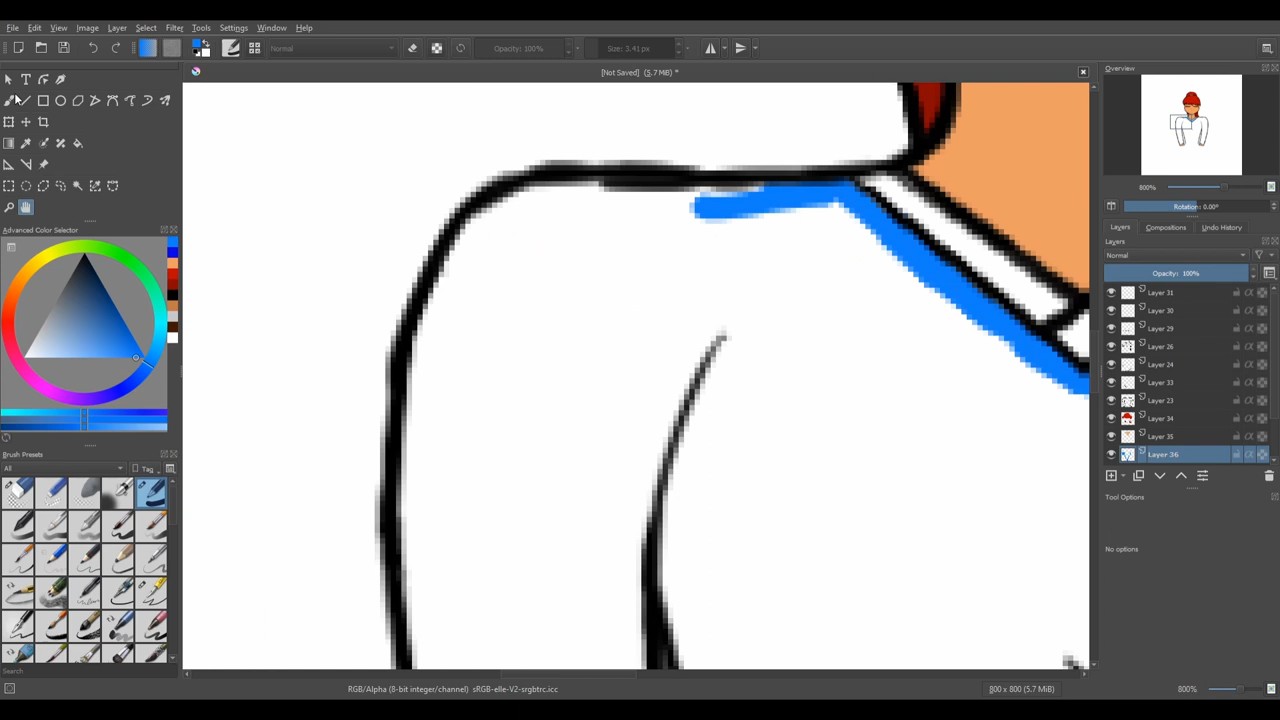 File Edit View Image Layer Select Filter Tools Settings Window Help
Normal Opacity: 100% Size: 3.41 px
[Not Saved] (5.7 MiB) *
Overview
800%
Rotation: 0.00°
Layers Compositions Undo History
Layers
Normal
Opacity: 100%
Layer 31
Layer 30
Layer 29
Layer 26
Layer 24
Layer 33
Layer 23
Layer 34
Layer 35
Layer 36
Tool Options
No options
Advanced Color Selector
Brush Presets
All Tag
Search
RGB/Alpha (8-bit integer/channel) sRGB-elle-V2-srgbtrc.icc 800 x 800 (5.7 MiB) 800%